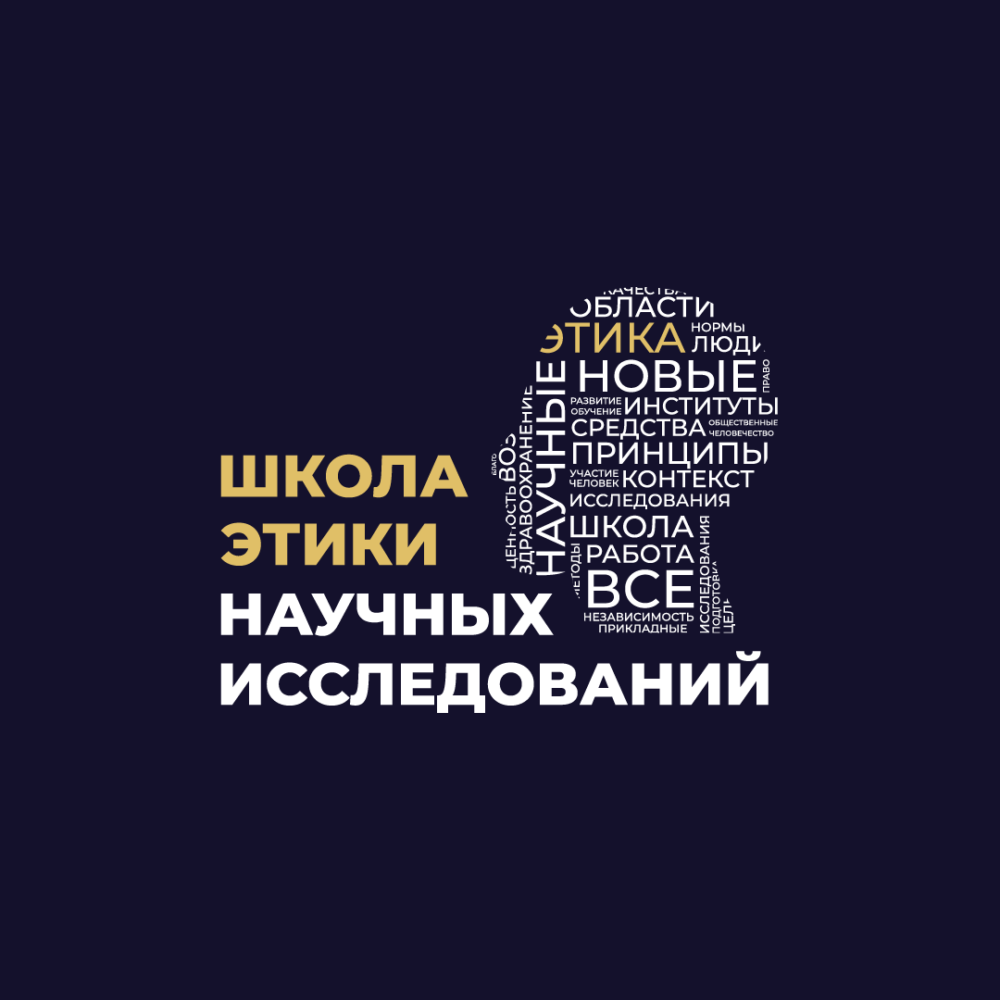 КАЧЕСТВА
ОБЛАСТИ
ЭТИКА
НОРМЫ
ЛЮДИ
НОВЫЕ
ПРАВО
РАЗВИТИЕ
ОБУЧЕНИЕ
ИНСТИТУТЫ
СРЕДСТВА
ОБЩЕСТВЕННЫЕ
ЧЕЛОВЕЧЕСТВО
ПРИНЦИПЫ
УЧАСТИЕ
ЧЕЛОВЕК
КОНТЕКСТ
ИССЛЕДОВАНИЯ
ШКОЛА
РАБОТА
ВСЕ
НЕЗАВИСИМОСТЬ
ПРИКЛАДНЫЕ
БЛАГО
ВОЗ
ЦЕННОСТЬ
ЗДРАВООХРАНЕНИЕ
НАУЧНЫЕ
МЕТОДЫ
ИССЛЕДОВАНИЯ
ПОДГОТОВКА
ШКОЛА
ЭТИКИ
НАУЧНЫХ
ИССЛЕДОВАНИЙ